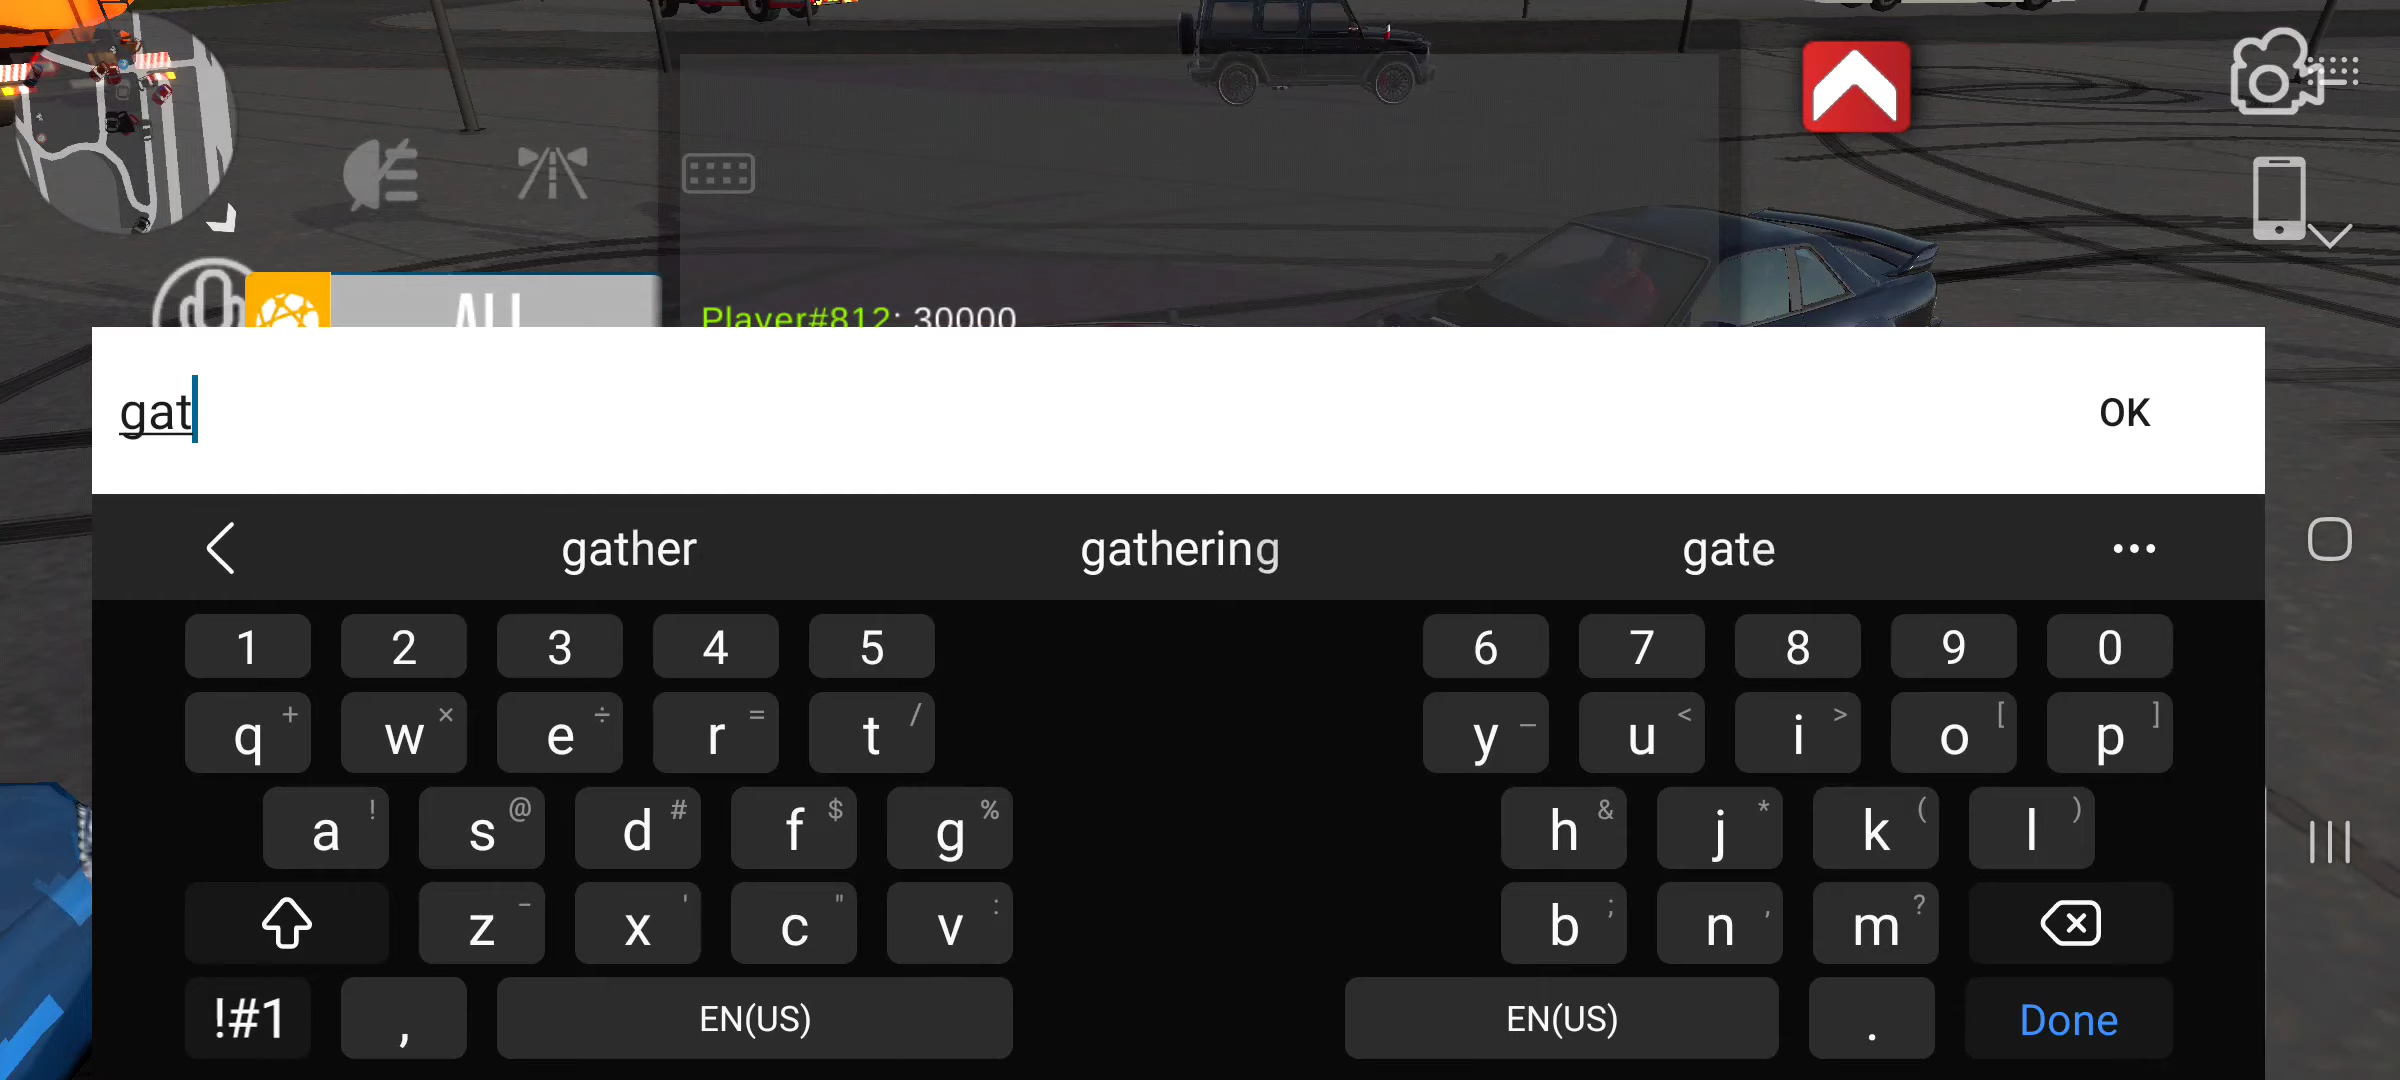 ALL
Player#812: 30000
gat
OK
gather gathering gate
1 2 3 4 5 6 7 8 9 0
q + w × e ÷ r = t / y _ u < i > o [ p ]
a ! s @ d # f $ g % h & j * k ( l )
z - x ' c " v : b ; n , m ?
!#1 , EN(US) EN(US) . Done